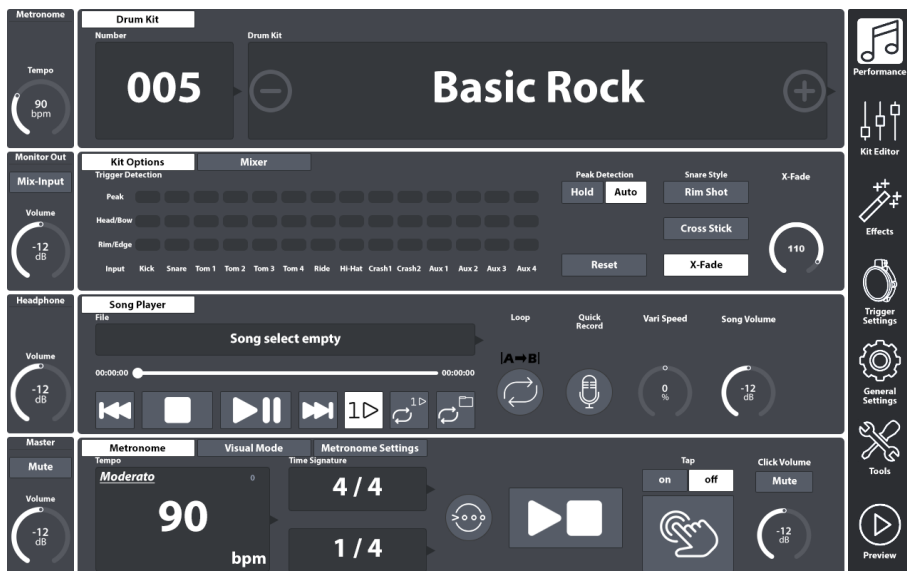 Metronome
Tempo
90
bpm
Monitor Out
Mix-Input
Volume
-12
dB
Headphone
Volume
-12
dB
Master
Mute
Volume
-12
dB
Drum Kit
Number
Drum Kit
005
Basic Rock
Kit Options
Mixer
Trigger Detection
Peak
Head/Bow
Rim/Edge
Input Kick Snare Tom 1 Tom 2 Tom 3 Tom 4 Ride Hi-Hat Crash1 Crash2 Aux 1 Aux 2 Aux 3 Aux 4
Peak Detection
Hold Auto
Reset
Snare Style
Rim Shot
Cross Stick
X-Fade
X-Fade
110
Song Player
File
Song select empty
00:00:00 00:00:00
1
1
Loop
|A➡B|
Quick
Record
Vari Speed
0
%
Song Volume
-12
dB
Metronome
Visual Mode
Metronome Settings
Tempo
Moderato 0
90
bpm
Time Signature
4 / 4
1 / 4
Tap
on off
Click Volume
Mute
-12
dB
Performance
Kit Editor
Effects
Trigger
Settings
General
Settings
Tools
Preview